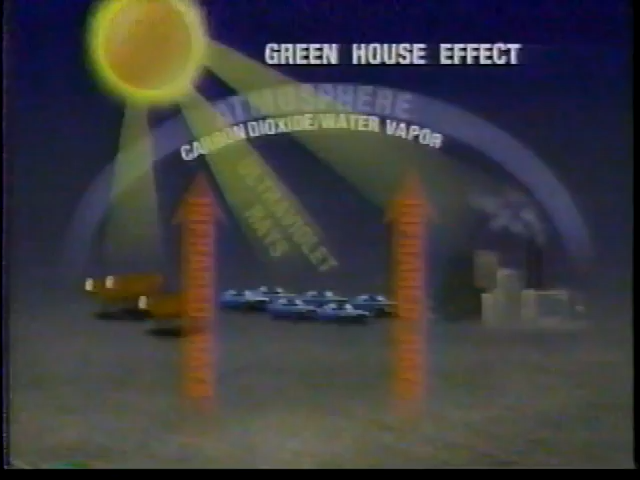 GREEN HOUSE EFFECT
ATMOSPHERE
CARBON DIOXIDE/WATER VAPOR
ULTRAVIOLET
RAYS